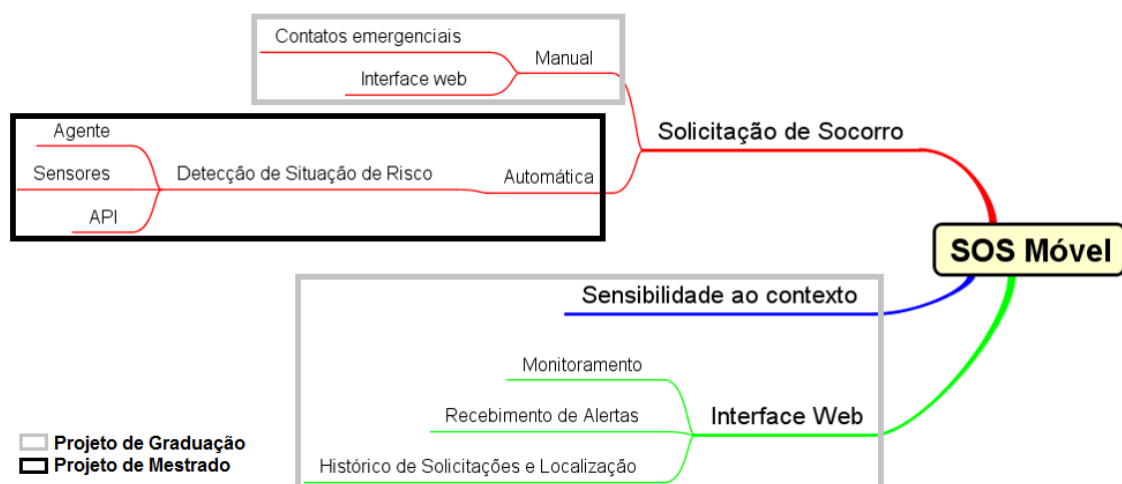 Contatos emergenciais
Manual
Interface web
Solicitação de Socorro
Agente
Sensores
Detecção de Situação de Risco
Automática
API
SOS Móvel
Sensibilidade ao contexto
Monitoramento
Recebimento de Alertas
Interface Web
Histórico de Solicitações e Localização
Projeto de Graduação
Projeto de Mestrado